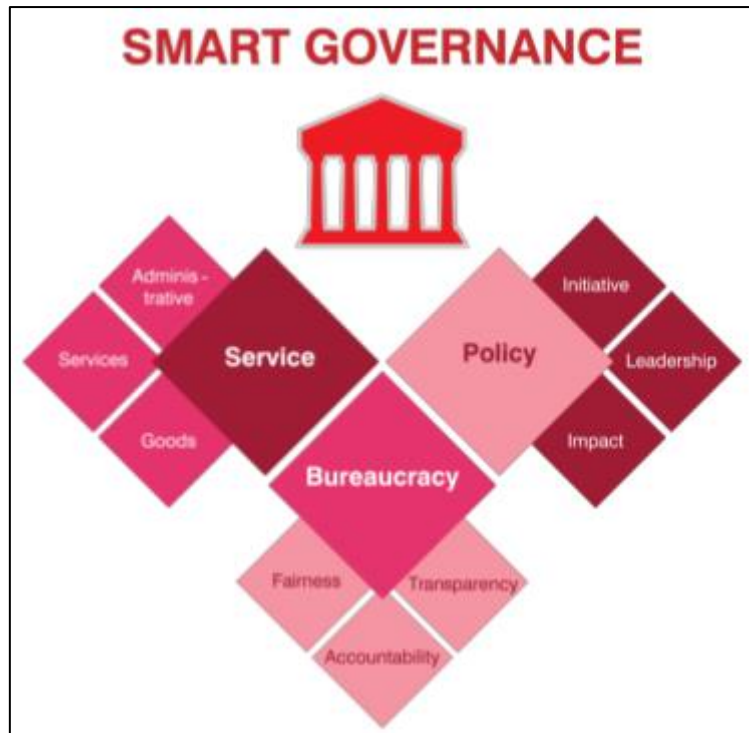 SMART GOVERNANCE
Adminis -
trative
Services
Goods
Service
Policy
Initiative
Leadership
Impact
Bureaucracy
Fairness
Transparency
Accountability